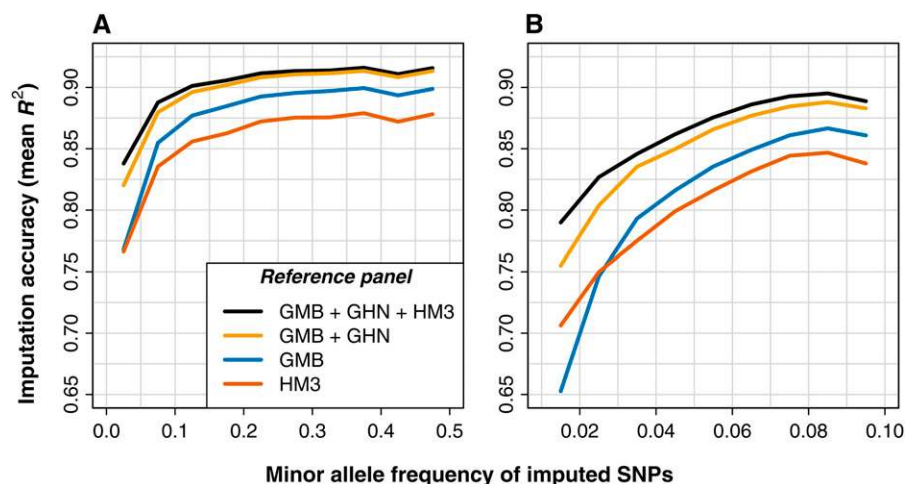 A
B
Imputation accuracy (mean R²)
0.90
0.85
0.80
0.75
0.70
0.65
Reference panel
GMB + GHN + HM3
GMB + GHN
GMB
HM3
0.0 0.1 0.2 0.3 0.4 0.5
0.90
0.85
0.80
0.75
0.70
0.65
0.02 0.04 0.06 0.08 0.10
Minor allele frequency of imputed SNPs